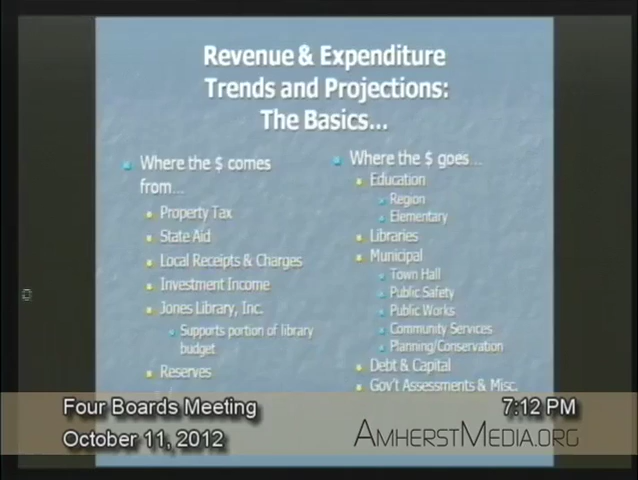 Revenue & Expenditure
Trends and Projections:
The Basics...
Where the $ comes
from...
Property Tax
State Aid
Local Receipts & Charges
Investment Income
Jones Library, Inc.
Supports portion of library
budget
Reserves
Where the $ goes...
Education
Region
Elementary
Libraries
Municipal
Town Hall
Public Safety
Public Works
Community Services
Planning/Conservation
Debt & Capital
Gov't Assessments & Misc.
Four Boards Meeting
7:12 PM
October 11, 2012
AMHERSTMEDIA.ORG